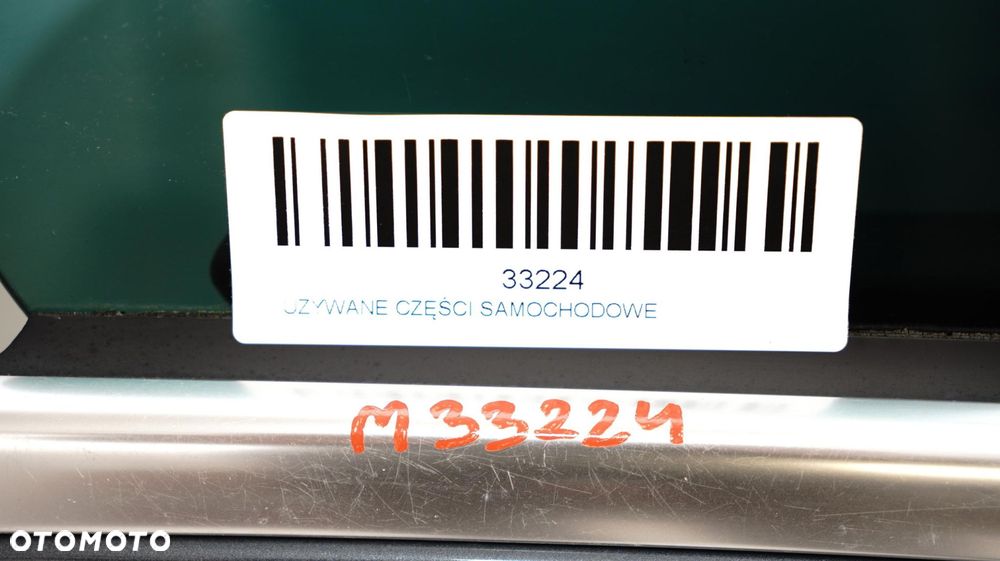 33224
UŻYWANE CZĘŚCI SAMOCHODOWE
M33224
OTOMOTO